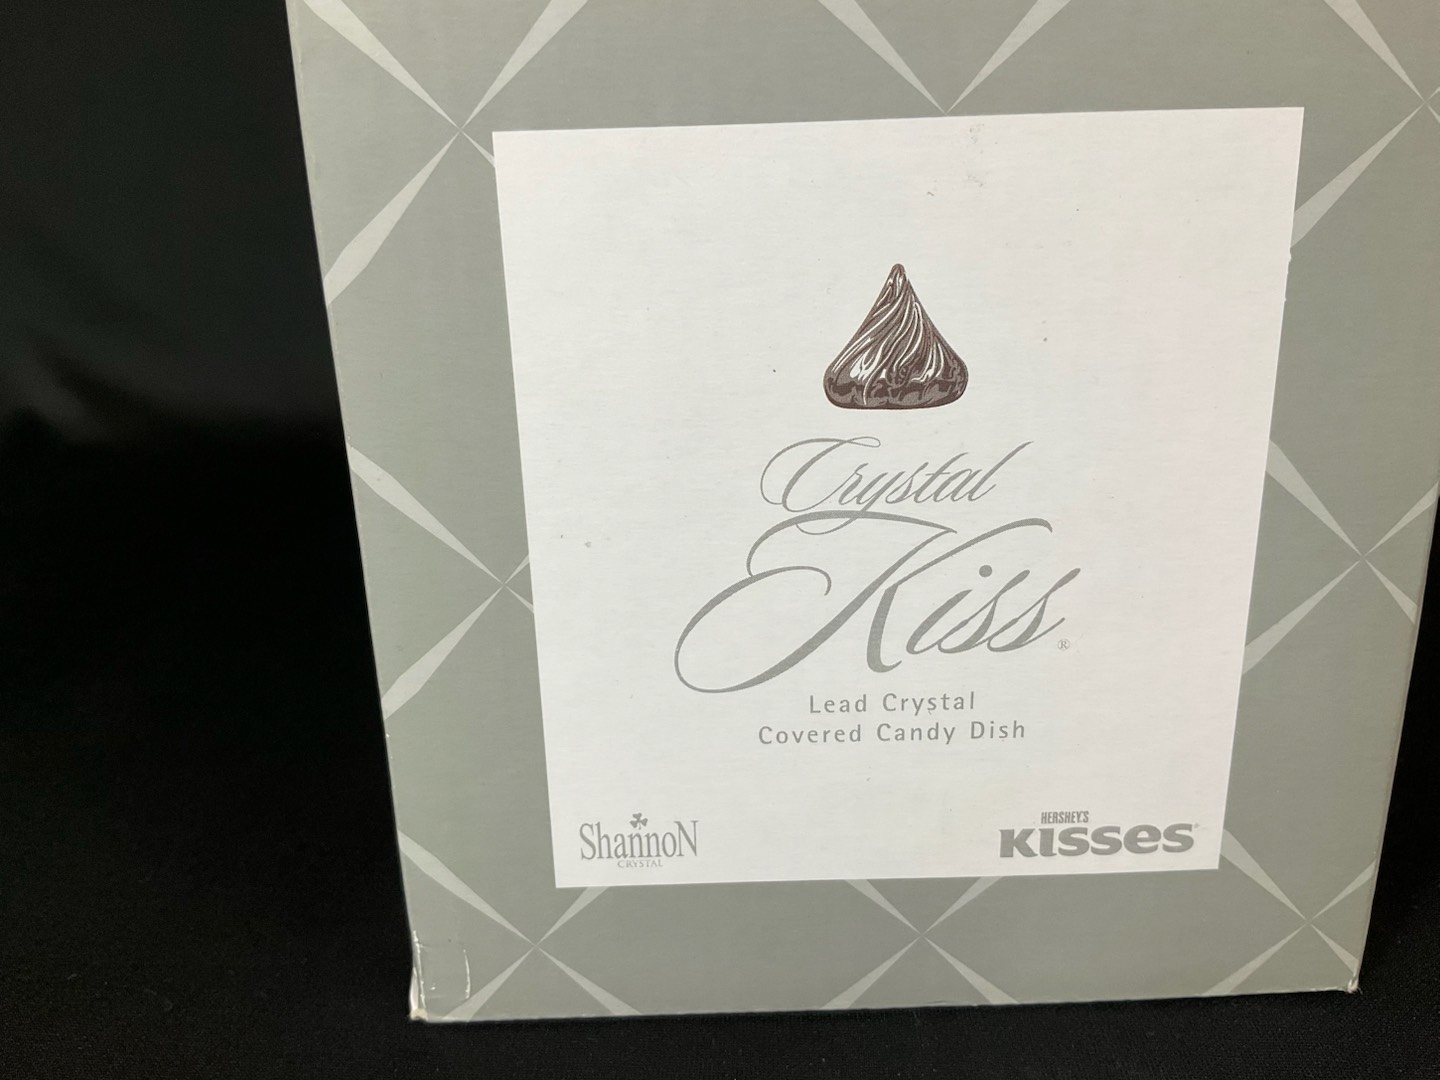 Crystal
Kiss®
Lead Crystal
Covered Candy Dish
ShannoN
CRYSTAL
HERSHEY'S
KISSES